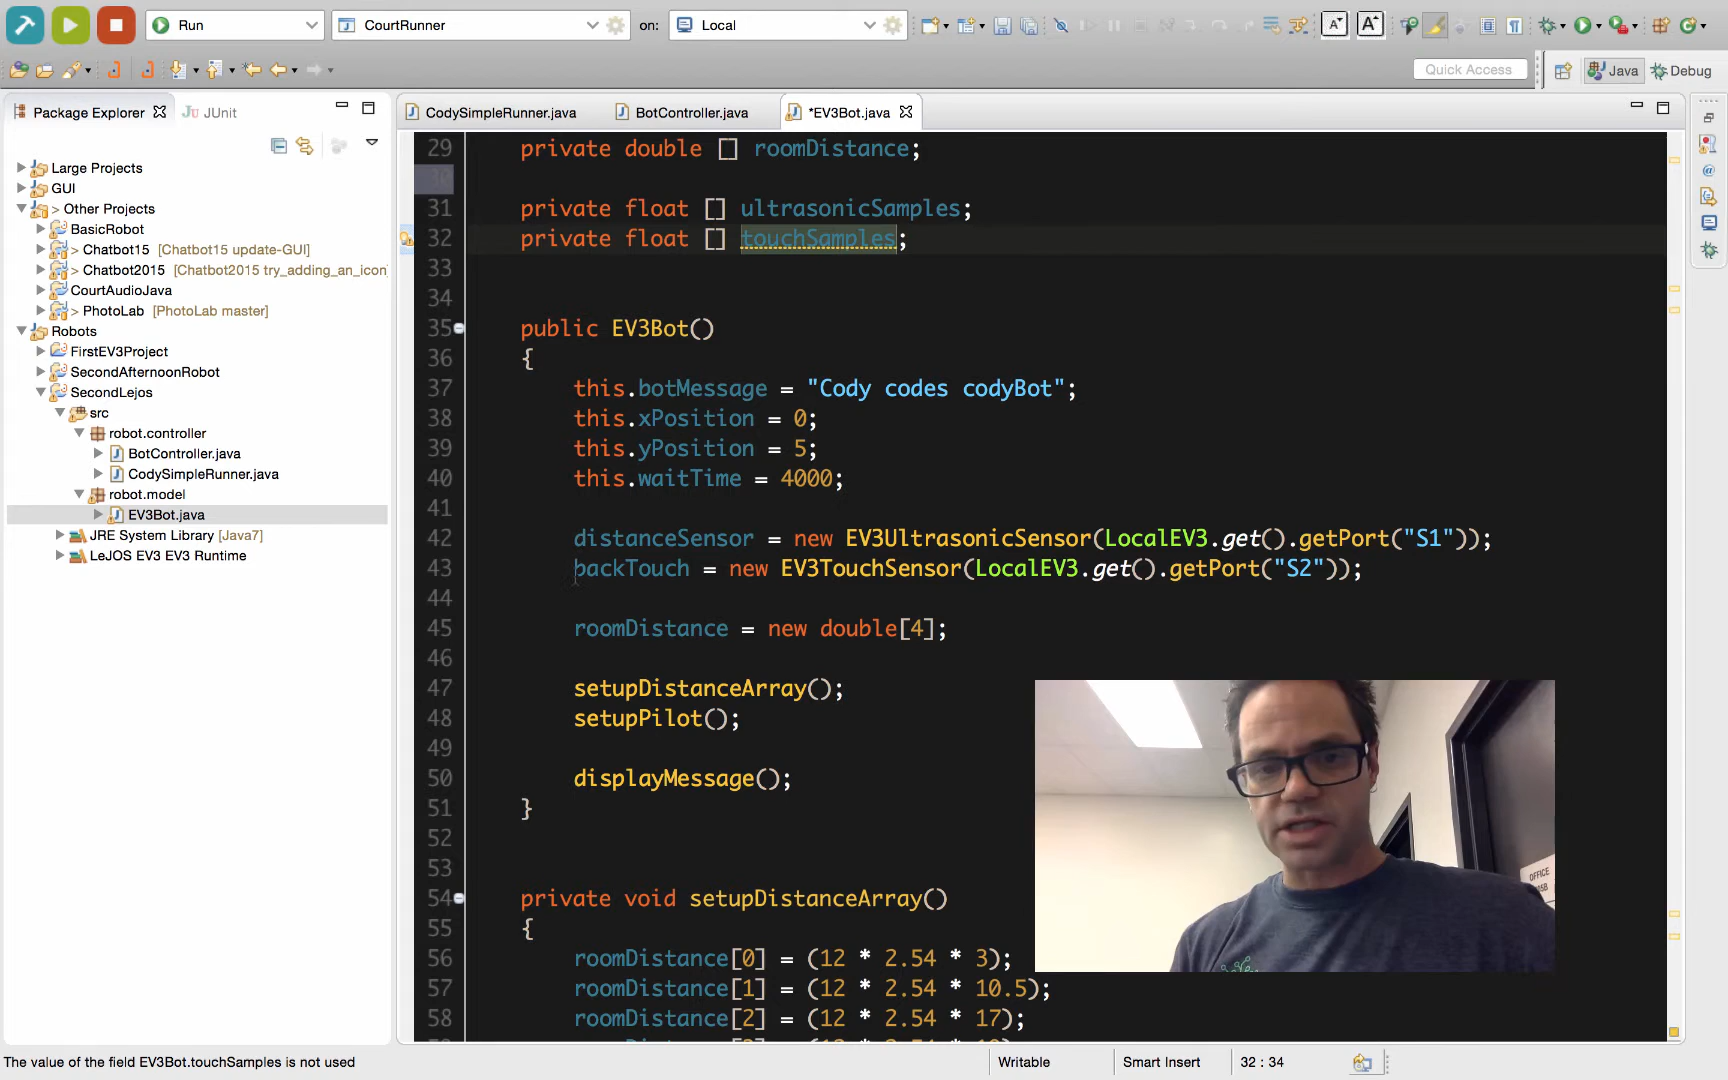 Run
CourtRunner
on:
Local
Quick Access
Java
Debug
Package Explorer
JUnit
CodySimpleRunner.java
BotController.java
*EV3Bot.java
Large Projects
GUI
> Other Projects
BasicRobot
> Chatbot15 [Chatbot15 update-GUI]
> Chatbot2015 [Chatbot2015 try_adding_an_icon]
CourtAudioJava
> PhotoLab [PhotoLab master]
Robots
FirstEV3Project
SecondAfternoonRobot
SecondLejos
src
robot.controller
BotController.java
CodySimpleRunner.java
robot.model
EV3Bot.java
JRE System Library [Java7]
LeJOS EV3 EV3 Runtime
29 private double [] roomDistance;
30
31 private float [] ultrasonicSamples;
32 private float [] touchSamples;
33
34
35 public EV3Bot()
36 {
37 this.botMessage = "Cody codes codyBot";
38 this.xPosition = 0;
39 this.yPosition = 5;
40 this.waitTime = 4000;
41
42 distanceSensor = new EV3UltrasonicSensor(LocalEV3.get().getPort("S1"));
43 backTouch = new EV3TouchSensor(LocalEV3.get().getPort("S2"));
44
45 roomDistance = new double[4];
46
47 setupDistanceArray();
48 setupPilot();
49
50 displayMessage();
51 }
52
53
54 private void setupDistanceArray()
55 {
56 roomDistance[0] = (12 * 2.54 * 3);
57 roomDistance[1] = (12 * 2.54 * 10.5);
58 roomDistance[2] = (12 * 2.54 * 17);
OFFICE
The value of the field EV3Bot.touchSamples is not used
Writable
Smart Insert
32 : 34